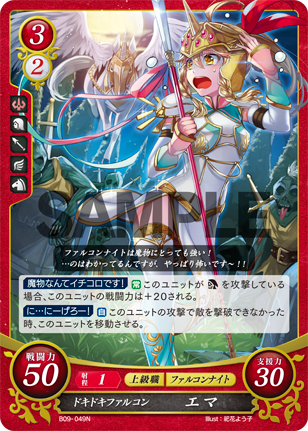 3
2
SAMPLE
ファルコンナイトは魔物にとっても強い！
…のはわかってるんですが、やっぱり怖いです〜！！
魔物なんてイチコロです！ 常 このユニットが を攻撃している
場合、このユニットの戦闘力は＋20される。
に…にーげろー！ 自 このユニットの攻撃で敵を撃破できなかった
時、このユニットを移動させる。
戦闘力
50
射程 1 上級職 ファルコンナイト
支援力
30
ドキドキファルコン エマ
B09-049N
Illust：紀花よう子